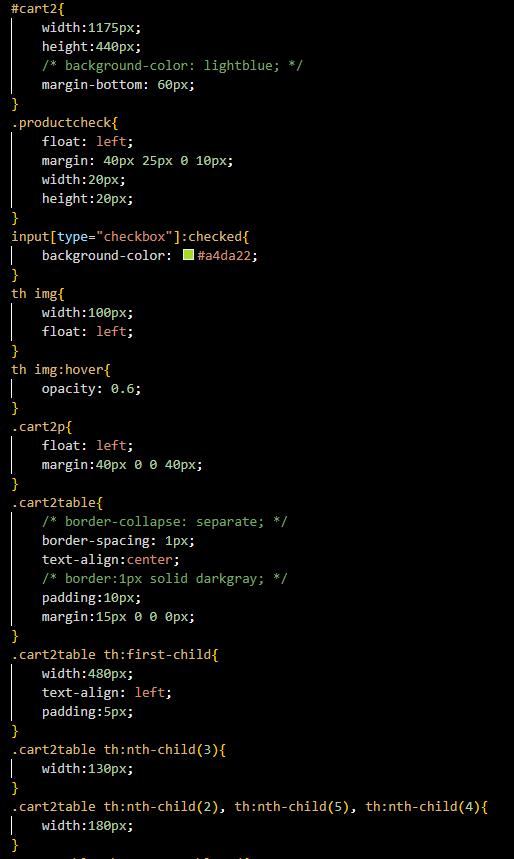 #cart2{
    width:1175px;
    height:440px;
    /* background-color: lightblue; */
    margin-bottom: 60px;
}
.productcheck{
    float: left;
    margin: 40px 25px 0 10px;
    width:20px;
    height:20px;
}
input[type="checkbox"]:checked{
    background-color: #a4da22;
}
th img{
    width:100px;
    float: left;
}
th img:hover{
    opacity: 0.6;
}
.cart2p{
    float: left;
    margin:40px 0 0 40px;
}
.cart2table{
    /* border-collapse: separate; */
    border-spacing: 1px;
    text-align:center;
    /* border:1px solid darkgray; */
    padding:10px;
    margin:15px 0 0 0px;
}
.cart2table th:first-child{
    width:480px;
    text-align: left;
    padding:5px;
}
.cart2table th:nth-child(3){
    width:130px;
}
.cart2table th:nth-child(2), th:nth-child(5), th:nth-child(4){
    width:180px;
}